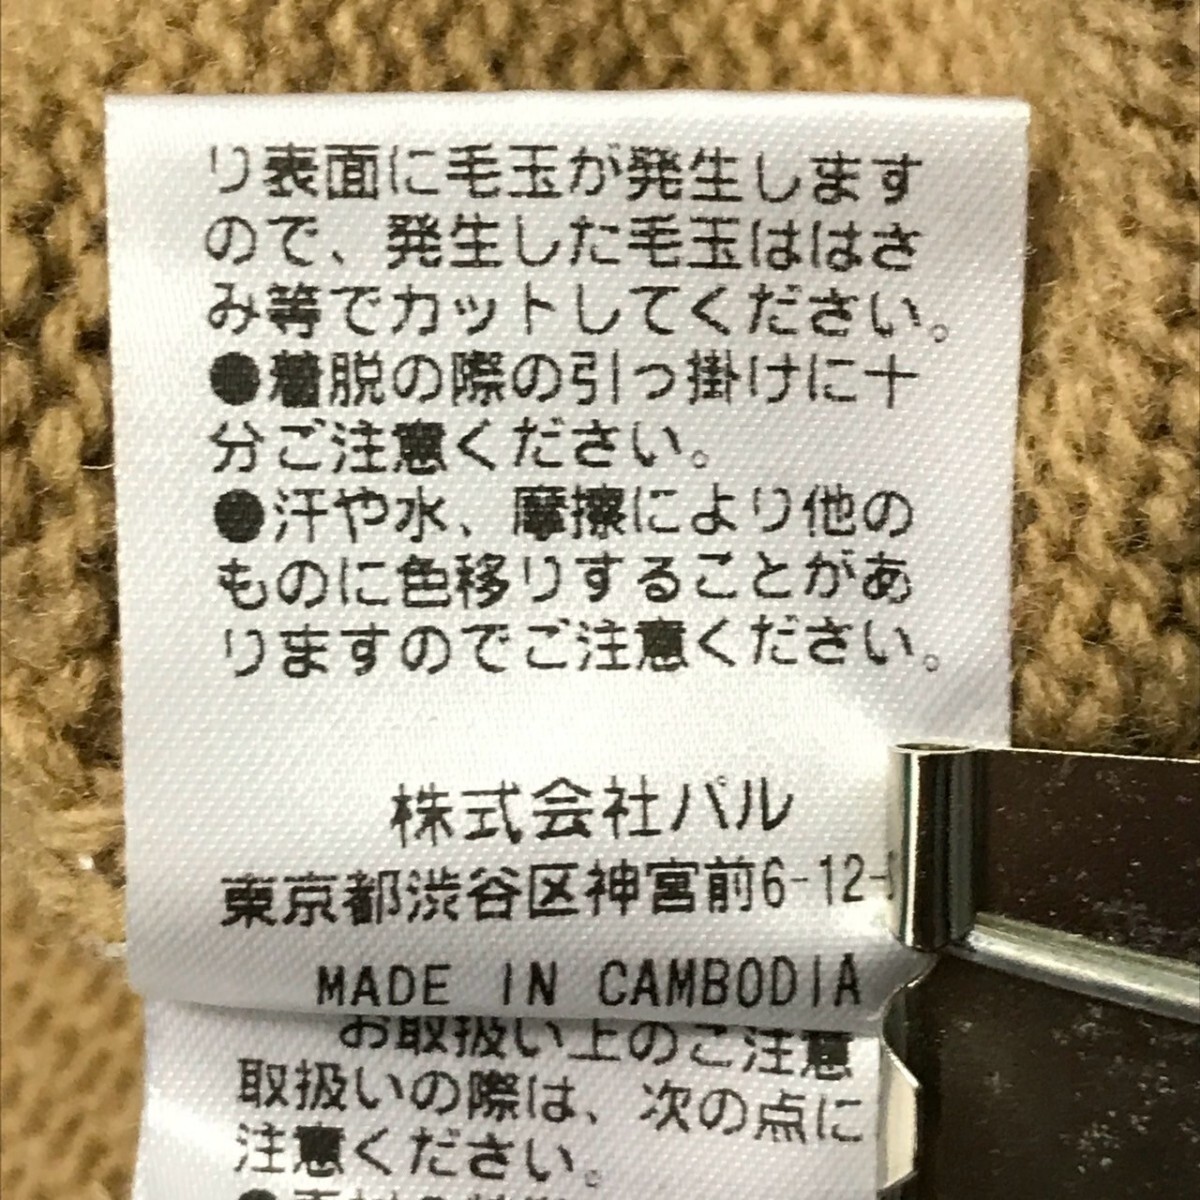 り表面に毛玉が発生します
ので、発生した毛玉ははさ
み等でカットしてください。
●着脱の際の引っ掛けに十
分ご注意ください。
●汗や水、摩擦により他の
ものに色移りすることがあ
りますのでご注意ください。
株式会社パル
東京都渋谷区神宮前6-12-
MADE IN CAMBODIA
お取扱い上のご注意
取扱いの際は、次の点に
注意ください。